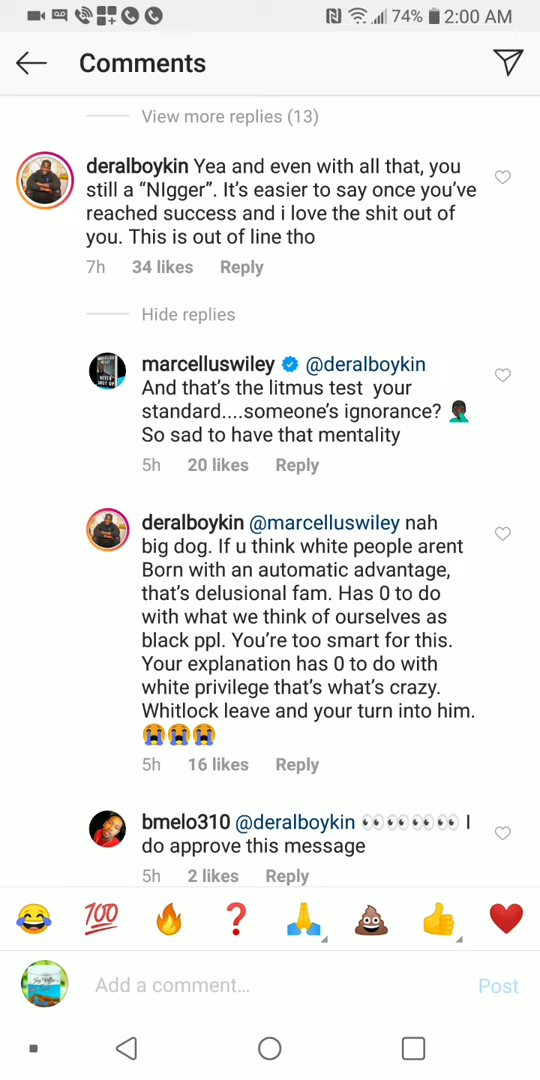 74% 2:00 AM
Comments
View more replies (13)
deralboykin Yea and even with all that, you
still a “NIgger”. It’s easier to say once you’ve
reached success and i love the shit out of
you. This is out of line tho
7h 34 likes Reply
Hide replies
marcelluswiley @deralboykin
And that’s the litmus test your
standard....someone’s ignorance? 🤦🏿‍♂️
So sad to have that mentality
5h 20 likes Reply
deralboykin @marcelluswiley nah
big dog. If u think white people arent
Born with an automatic advantage,
that’s delusional fam. Has 0 to do
with what we think of ourselves as
black ppl. You’re too smart for this.
Your explanation has 0 to do with
white privilege that’s what’s crazy.
Whitlock leave and your turn into him.
😭😭😭
5h 16 likes Reply
bmelo310 @deralboykin 👀👀👀👀 I
do approve this message
5h 2 likes Reply
😂 💯 🔥 ❓ 🙏 💩 👍 ❤️
Add a comment... Post